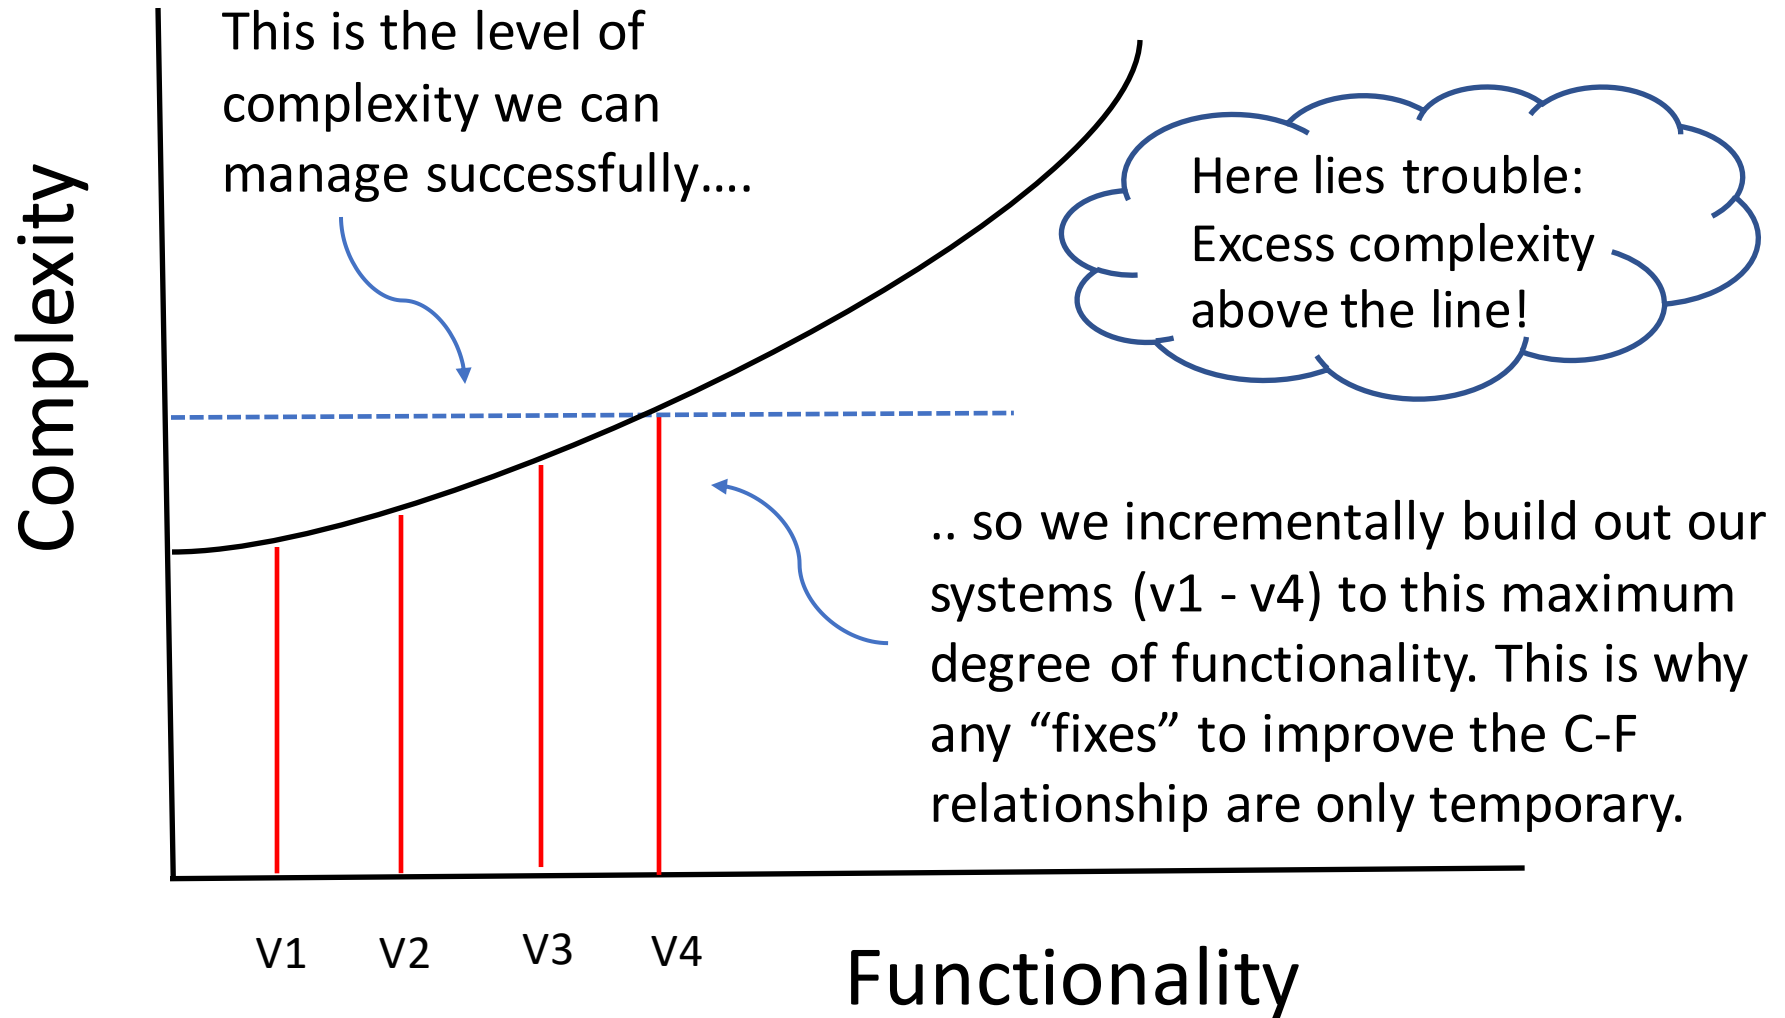 This is the level of
complexity we can
manage successfully....
Complexity
Here lies trouble:
Excess complexity
above the line!
.. so we incrementally build out our
systems (v1 - v4) to this maximum
degree of functionality. This is why
any “fixes” to improve the C-F
relationship are only temporary.
V1 V2 V3 V4
Functionality